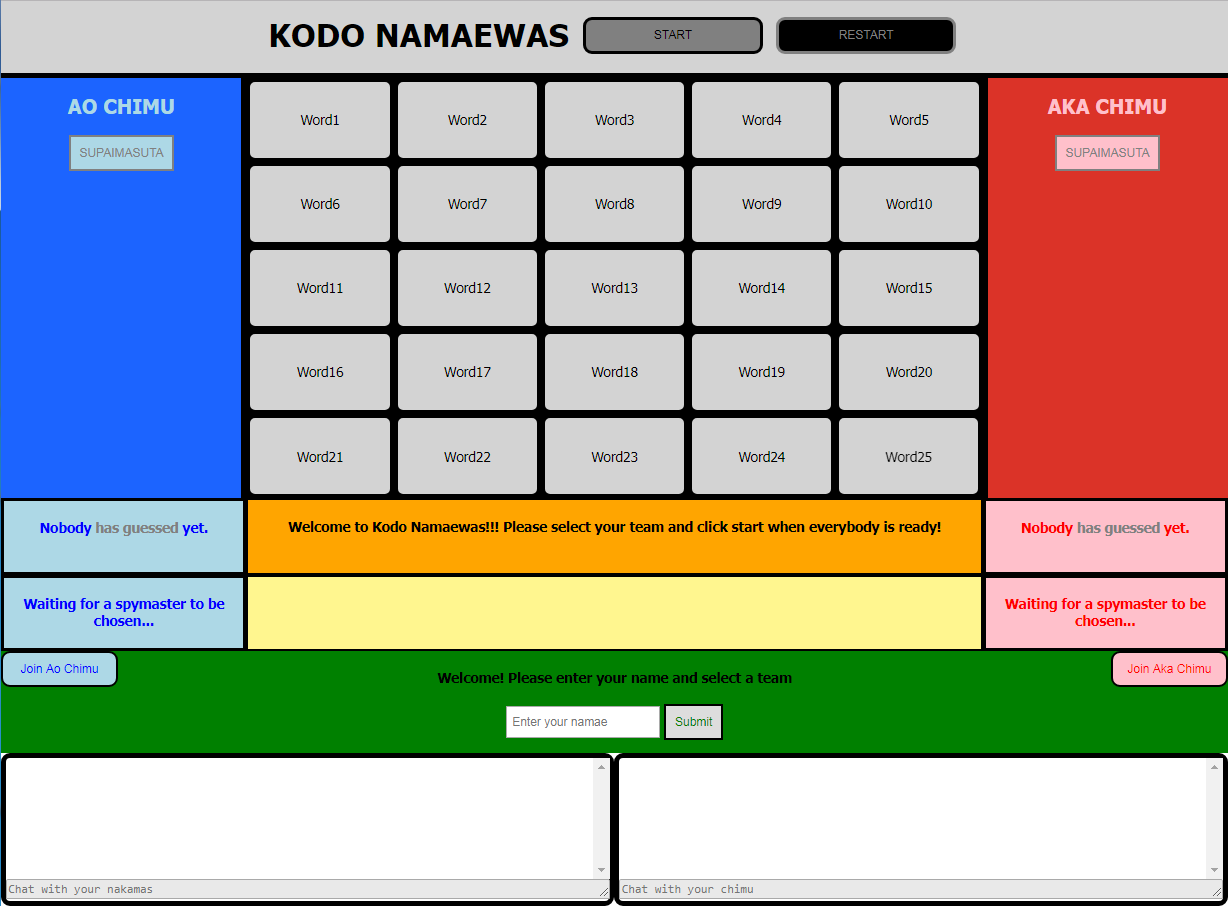 KODO NAMAEWAS START RESTART
AO CHIMU
SUPAIMASUTA
Word1 Word2 Word3 Word4 Word5
Word6 Word7 Word8 Word9 Word10
Word11 Word12 Word13 Word14 Word15
Word16 Word17 Word18 Word19 Word20
Word21 Word22 Word23 Word24 Word25
AKA CHIMU
SUPAIMASUTA
Nobody has guessed yet.
Welcome to Kodo Namaewas!!! Please select your team and click start when everybody is ready!
Nobody has guessed yet.
Waiting for a spymaster to be
chosen...
Waiting for a spymaster to be
chosen...
Join Ao Chimu
Welcome! Please enter your name and select a team
Join Aka Chimu
Enter your namae Submit
Chat with your nakamas
Chat with your chimu